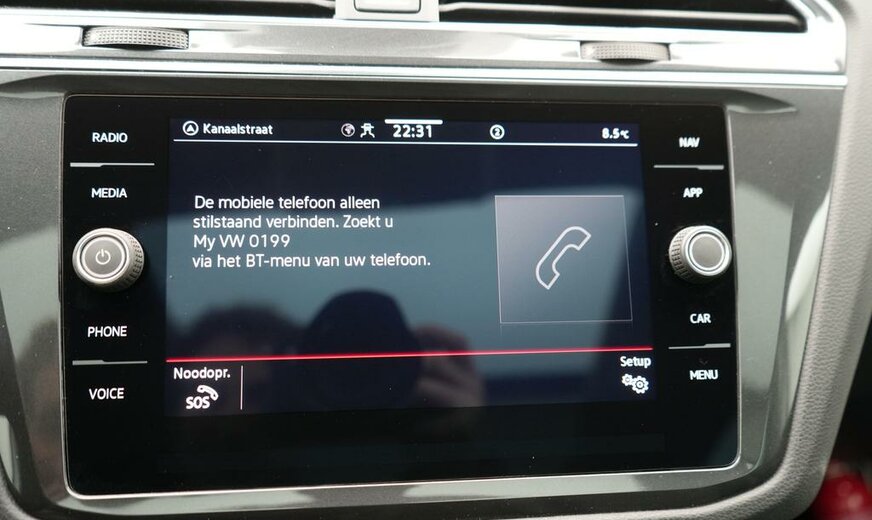 RADIO
MEDIA
PHONE
VOICE
Kanaalstraat
22:31
2
8.5°C
De mobiele telefoon alleen
stilstaand verbinden. Zoekt u
My VW 0199
via het BT-menu van uw telefoon.
Noodopr.
SOS
Setup
NAV
APP
CAR
MENU